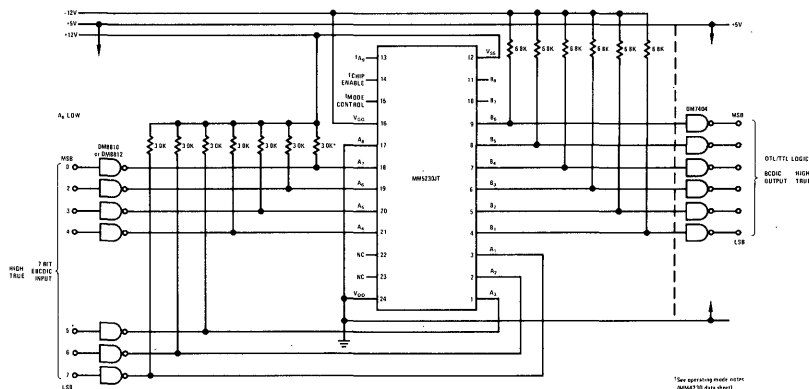 -12V
+5V
+12V
+5V
6.8K
6.8K
6.8K
6.8K
6.8K
6.8K
VSS
†A9
13
12
†CHIP
ENABLE
14
11
B8
†MODE
CONTROL
15
10
B7
VGG
16
9
B6
A8
17
8
B5
A7
18
7
B4
A6
19
6
B3
A5
20
5
B2
A4
21
4
B1
NC
22
3
A1
NC
23
2
A2
VDD
24
1
A3
MM5230JT
A8 LOW
3.0K
3.0K
3.0K
3.0K
3.0K
3.0K
3.0K*
DM8810
or DM8812
MSB
0
2
3
4
HIGH
TRUE
7 BIT
EBCDIC
INPUT
5
6
7
LSB
DM7404
MSB
DTL/TTL LOGIC
BCDIC HIGH
OUTPUT TRUE
LSB
†See operating mode notes
(MM4230 data sheet)